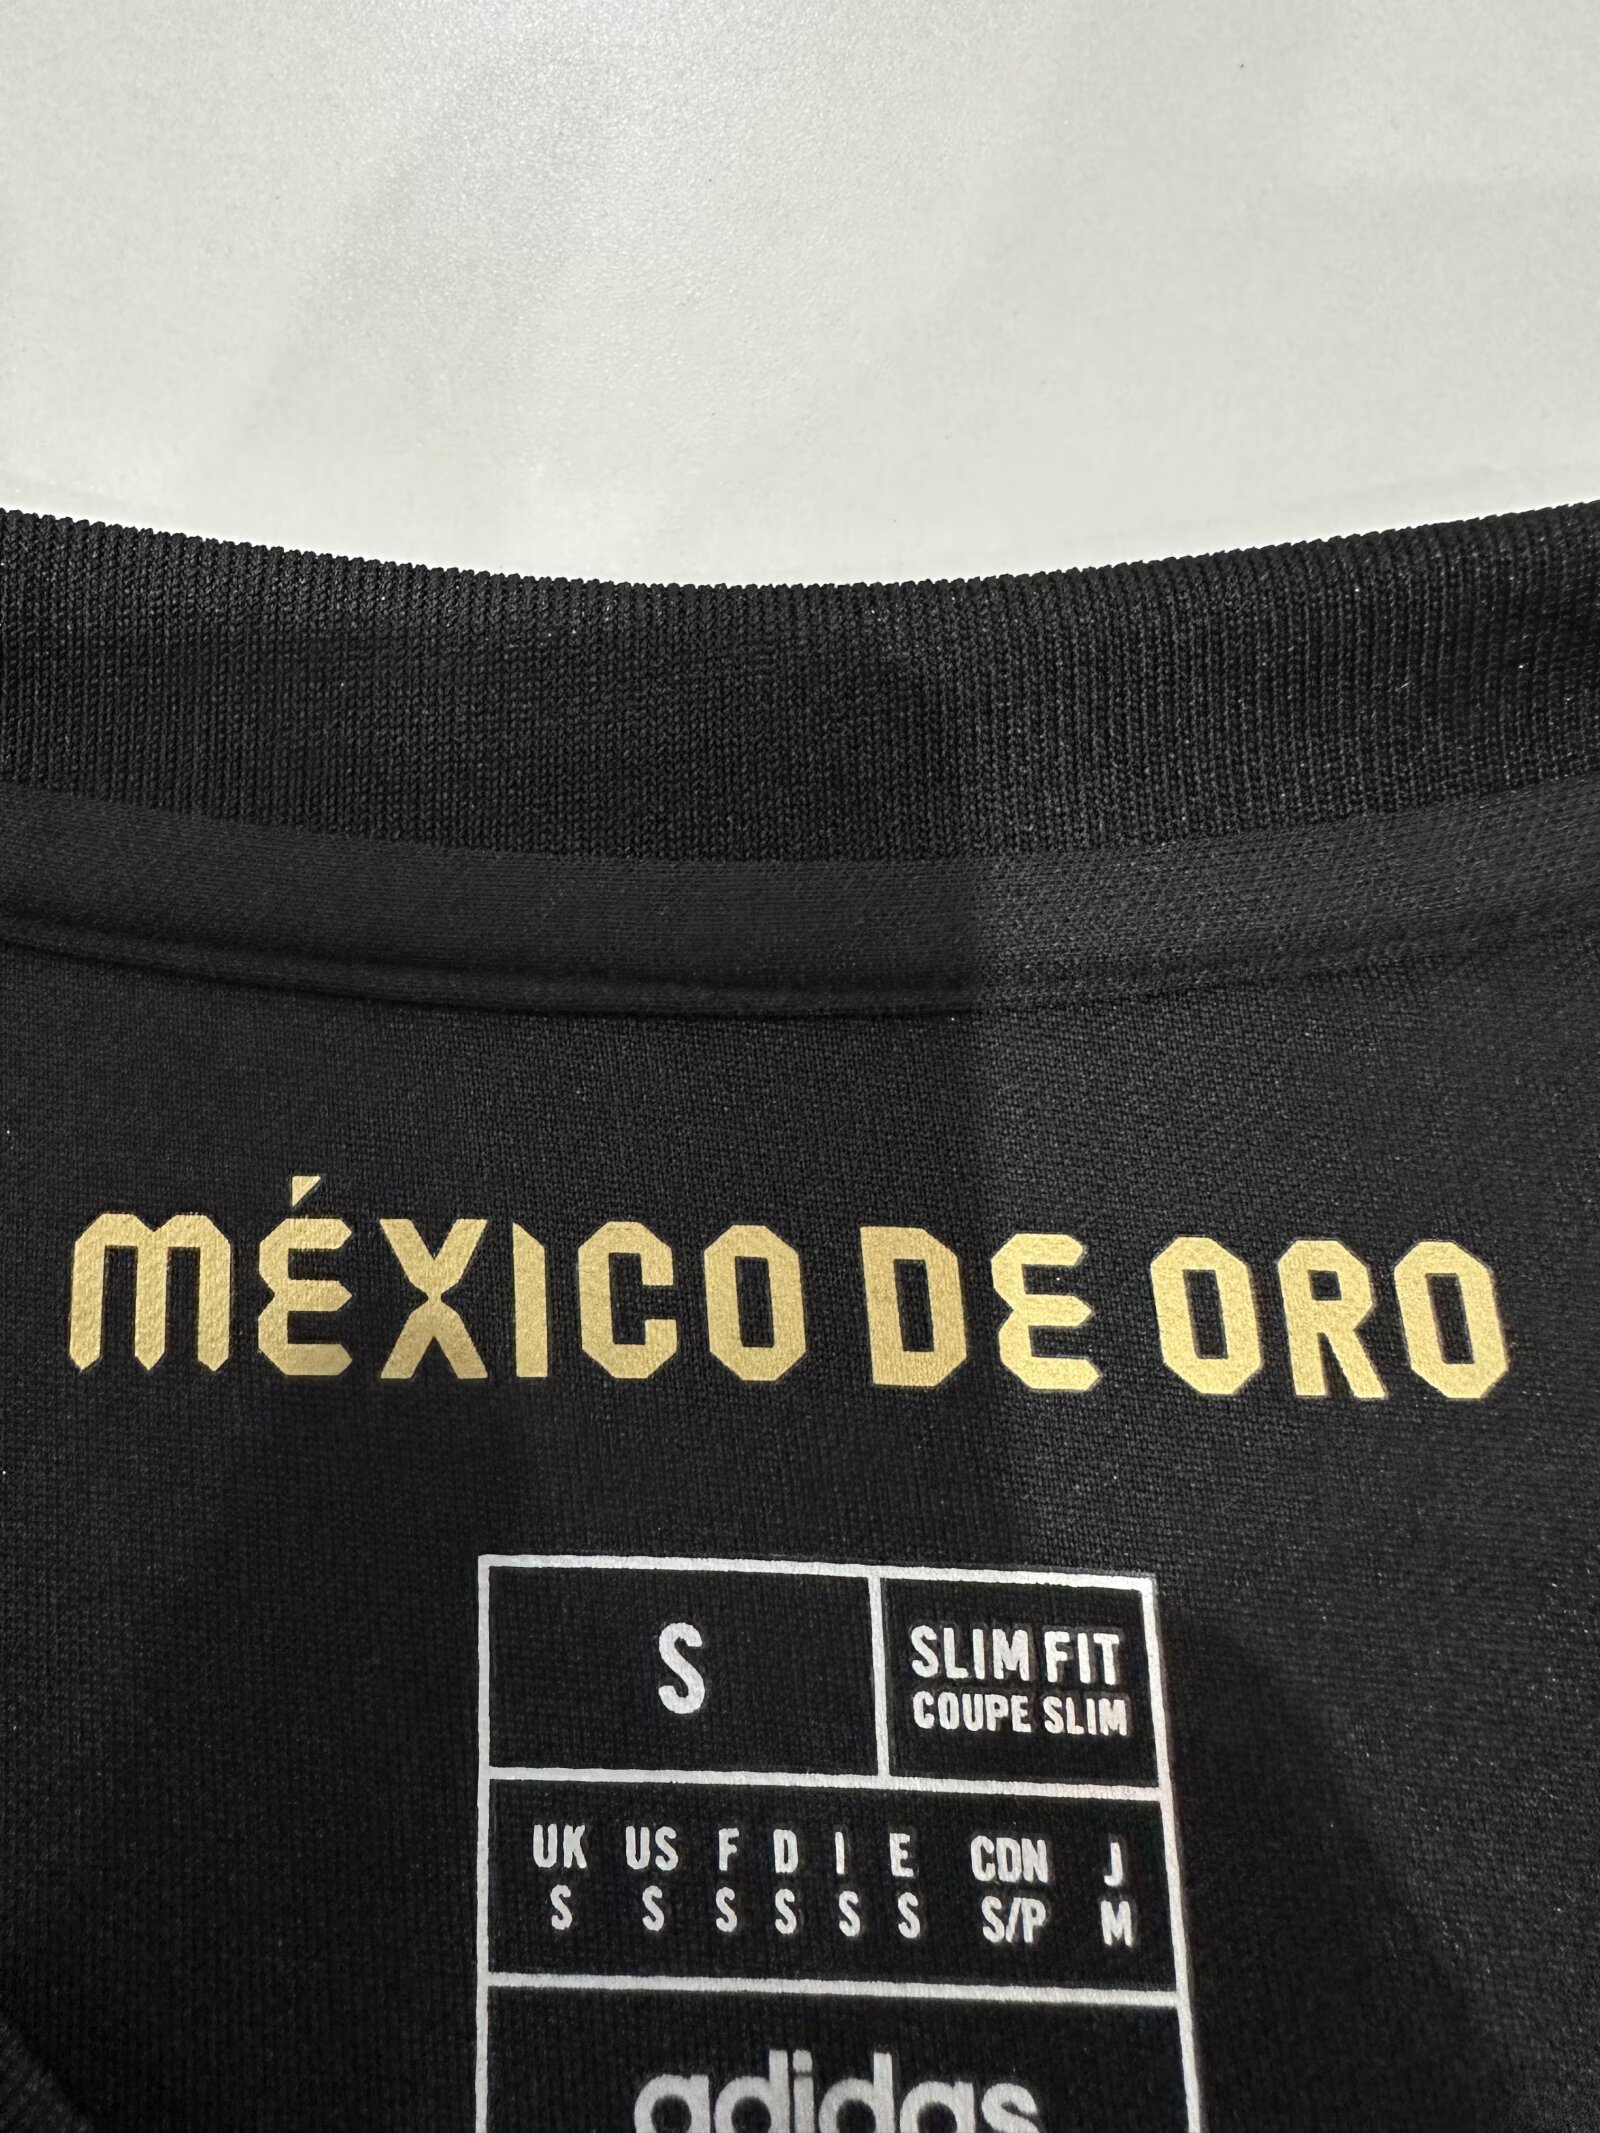 MÉXICO DE ORO
S
SLIM FIT
COUPE SLIM
UK US F D I E CDN J
S S S S S S S/P M
adidas